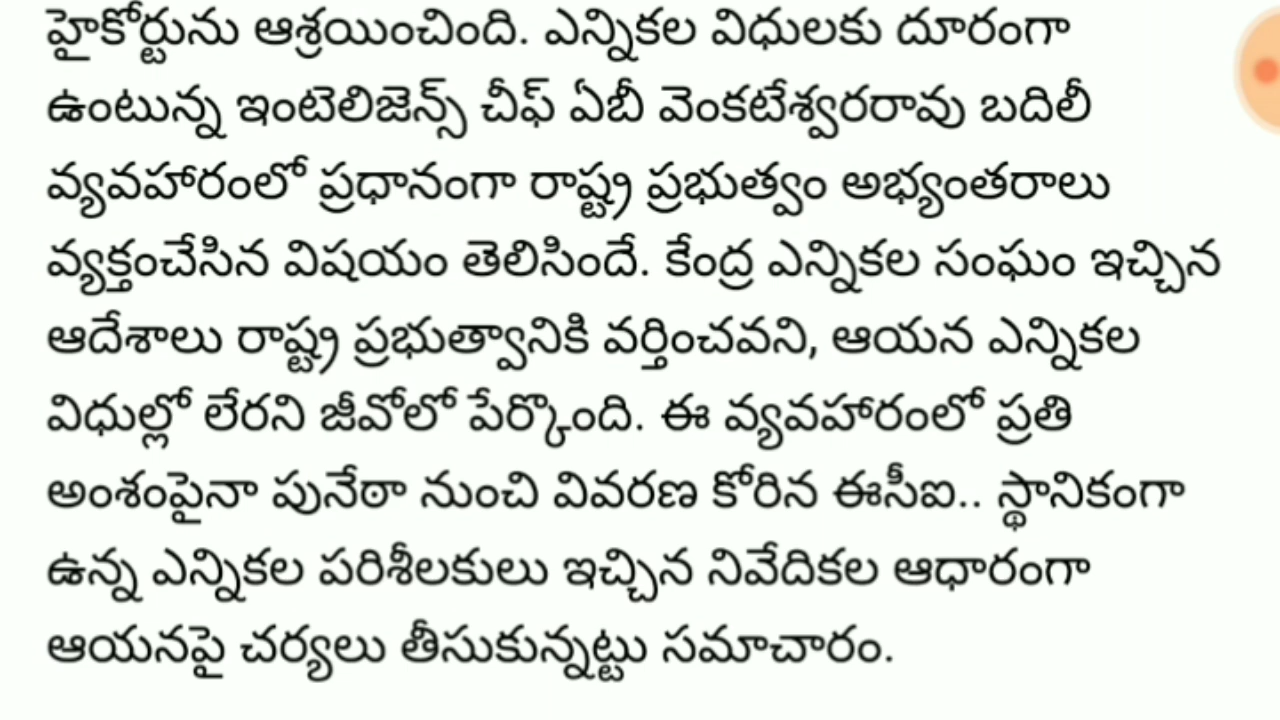 హైకోర్టును ఆశ్రయించింది. ఎన్నికల విధులకు దూరంగా
ఉంటున్న ఇంటెలిజెన్స్ చీఫ్ ఏబీ వెంకటేశ్వరరావు బదిలీ
వ్యవహారంలో ప్రధానంగా రాష్ట్ర ప్రభుత్వం అభ్యంతరాలు
వ్యక్తంచేసిన విషయం తెలిసిందే. కేంద్ర ఎన్నికల సంఘం ఇచ్చిన
ఆదేశాలు రాష్ట్ర ప్రభుత్వానికి వర్తించవని, ఆయన ఎన్నికల
విధుల్లో లేరని జీవోలో పేర్కొంది. ఈ వ్యవహారంలో ప్రతి
అంశంపైనా పునేఠా నుంచి వివరణ కోరిన ఈసీఐ.. స్థానికంగా
ఉన్న ఎన్నికల పరిశీలకులు ఇచ్చిన నివేదికల ఆధారంగా
ఆయనపై చర్యలు తీసుకున్నట్టు సమాచారం.